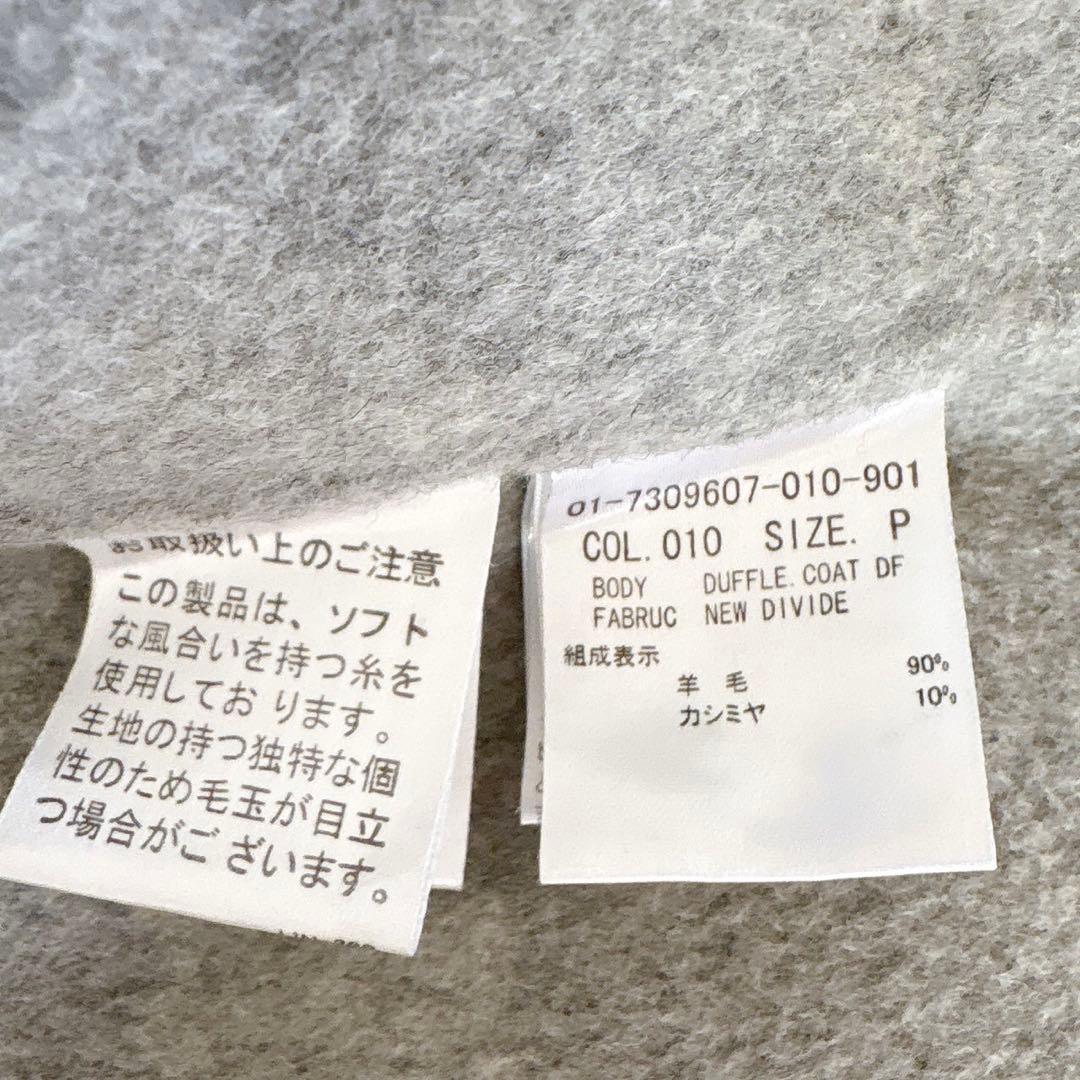 お取扱い上のご注意
この製品は、ソフト
な風合いを持つ糸を
使用してお ります。
生地の持つ独特な個
性のため毛玉が目立
つ場合がご ざいます。
01-7309607-010-901
COL. 010 SIZE. P
BODY DUFFLE. COAT DF
FABRUC NEW DIVIDE
組成表示
羊 毛 90%
カシミヤ 10%